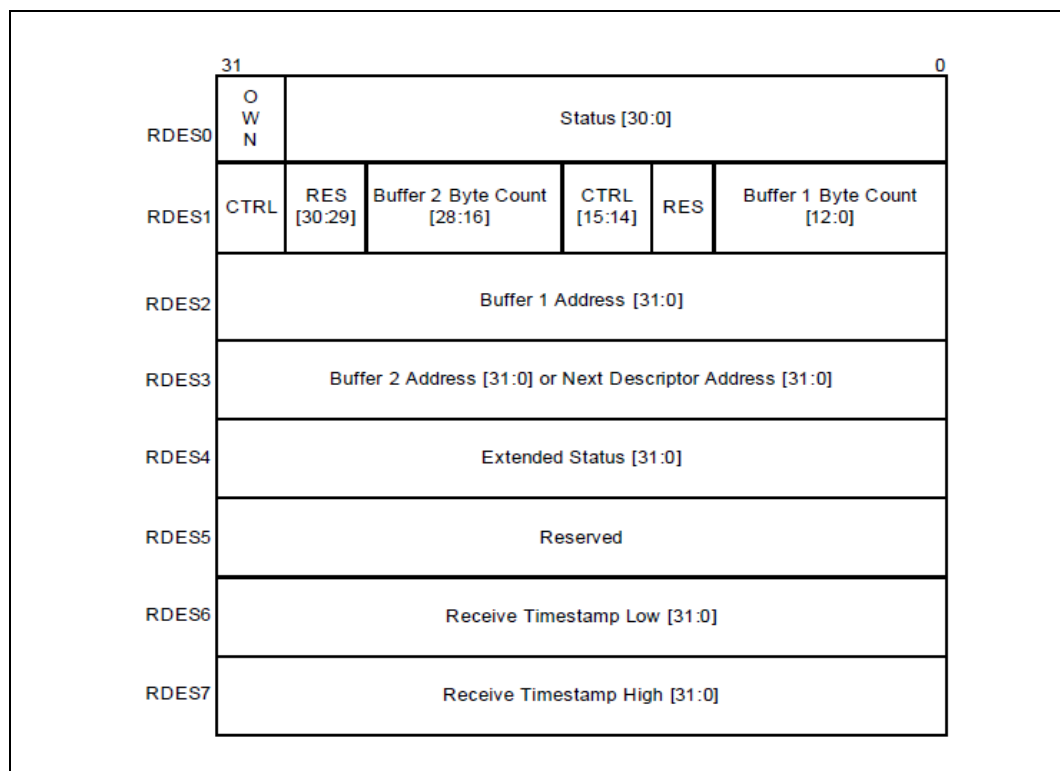 31 0
O
W
N
Status [30:0]
RDES0
CTRL
RES
[30:29]
Buffer 2 Byte Count
[28:16]
CTRL
[15:14]
RES
Buffer 1 Byte Count
[12:0]
RDES1
RDES2
Buffer 1 Address [31:0]
RDES3
Buffer 2 Address [31:0] or Next Descriptor Address [31:0]
RDES4
Extended Status [31:0]
RDES5
Reserved
RDES6
Receive Timestamp Low [31:0]
RDES7
Receive Timestamp High [31:0]